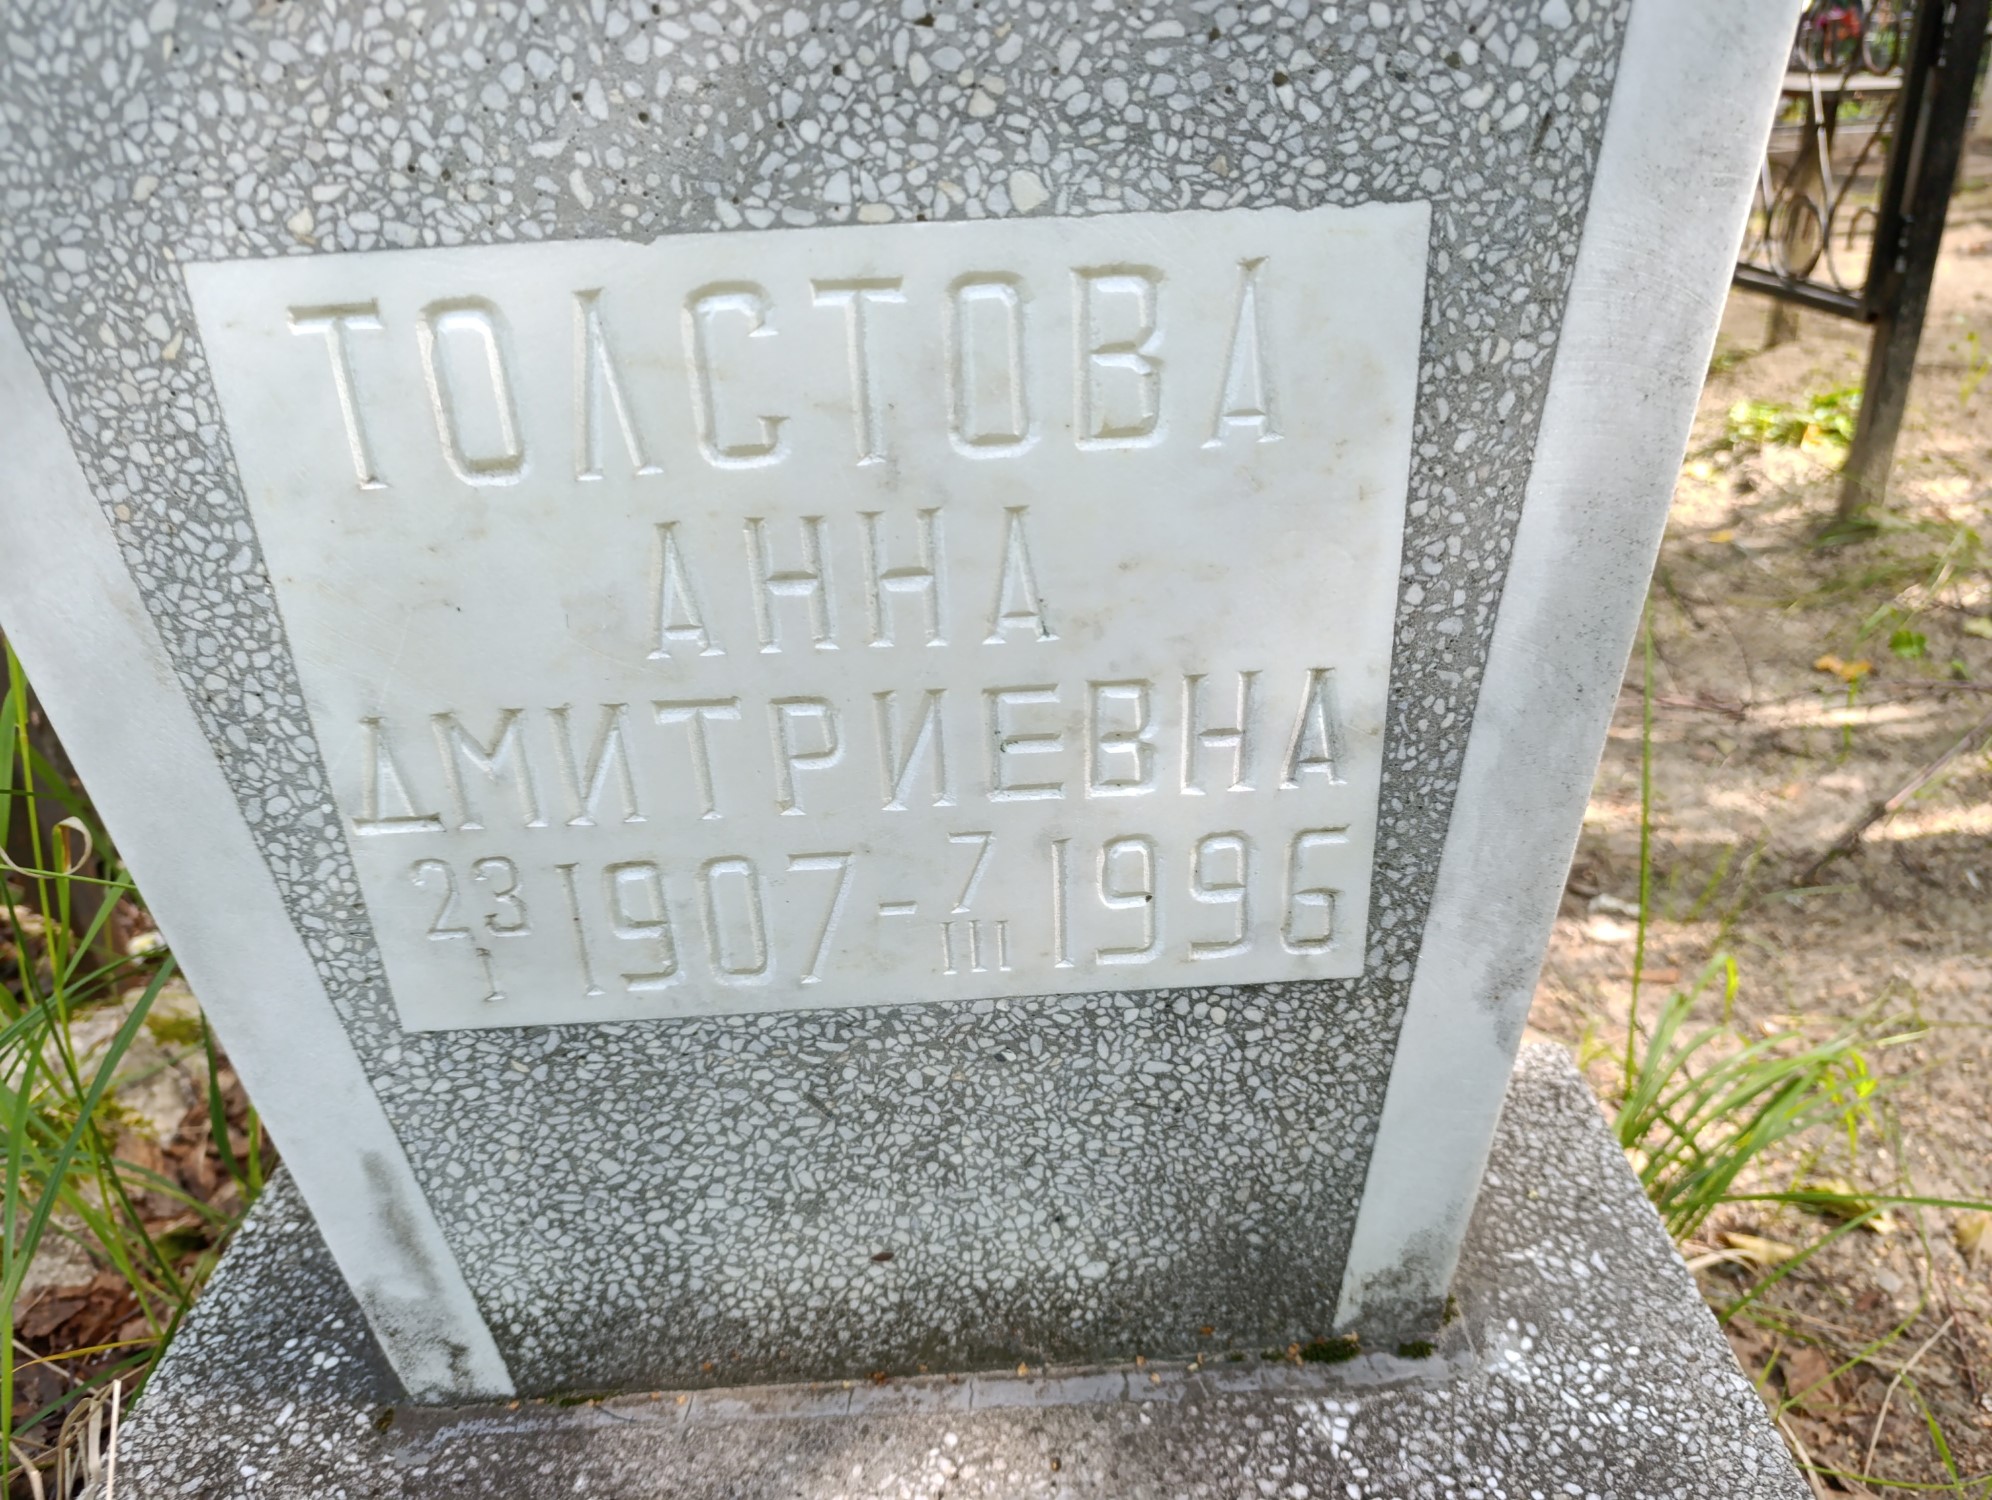 ТОЛСТОВА
АННА
ДМИТРИЕВНА
23/I 1907 - 7/III 1996